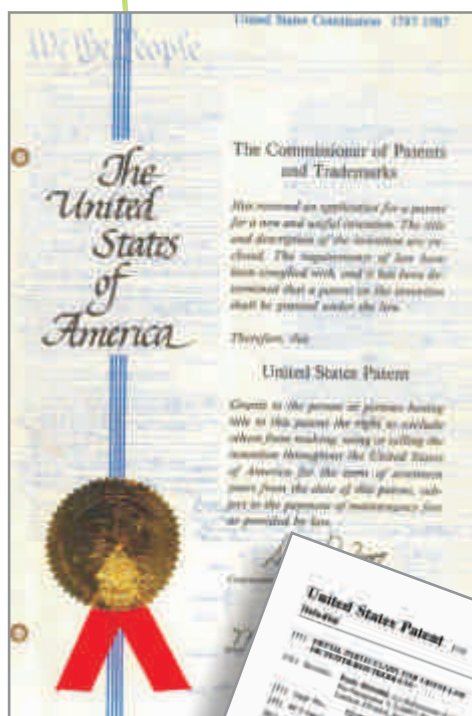 United States Constitution 1787-1987
We the People
The
United
States
of
America
The Commissioner of Patents
and Trademarks
Has received an application for a patent
for a new and useful invention. The title
and description of the invention are en-
closed. The requirements of law have
been complied with, and it has been de-
termined that a patent on the invention
shall be granted under the law.
Therefore, this
United States Patent
Grants to the person or persons having
title to this patent the right to exclude
others from making, using or selling the
invention throughout the United States
of America for the term of seventeen
years from the date of this patent, sub-
ject to the payment of maintenance fees
as provided by law.
United States Patent